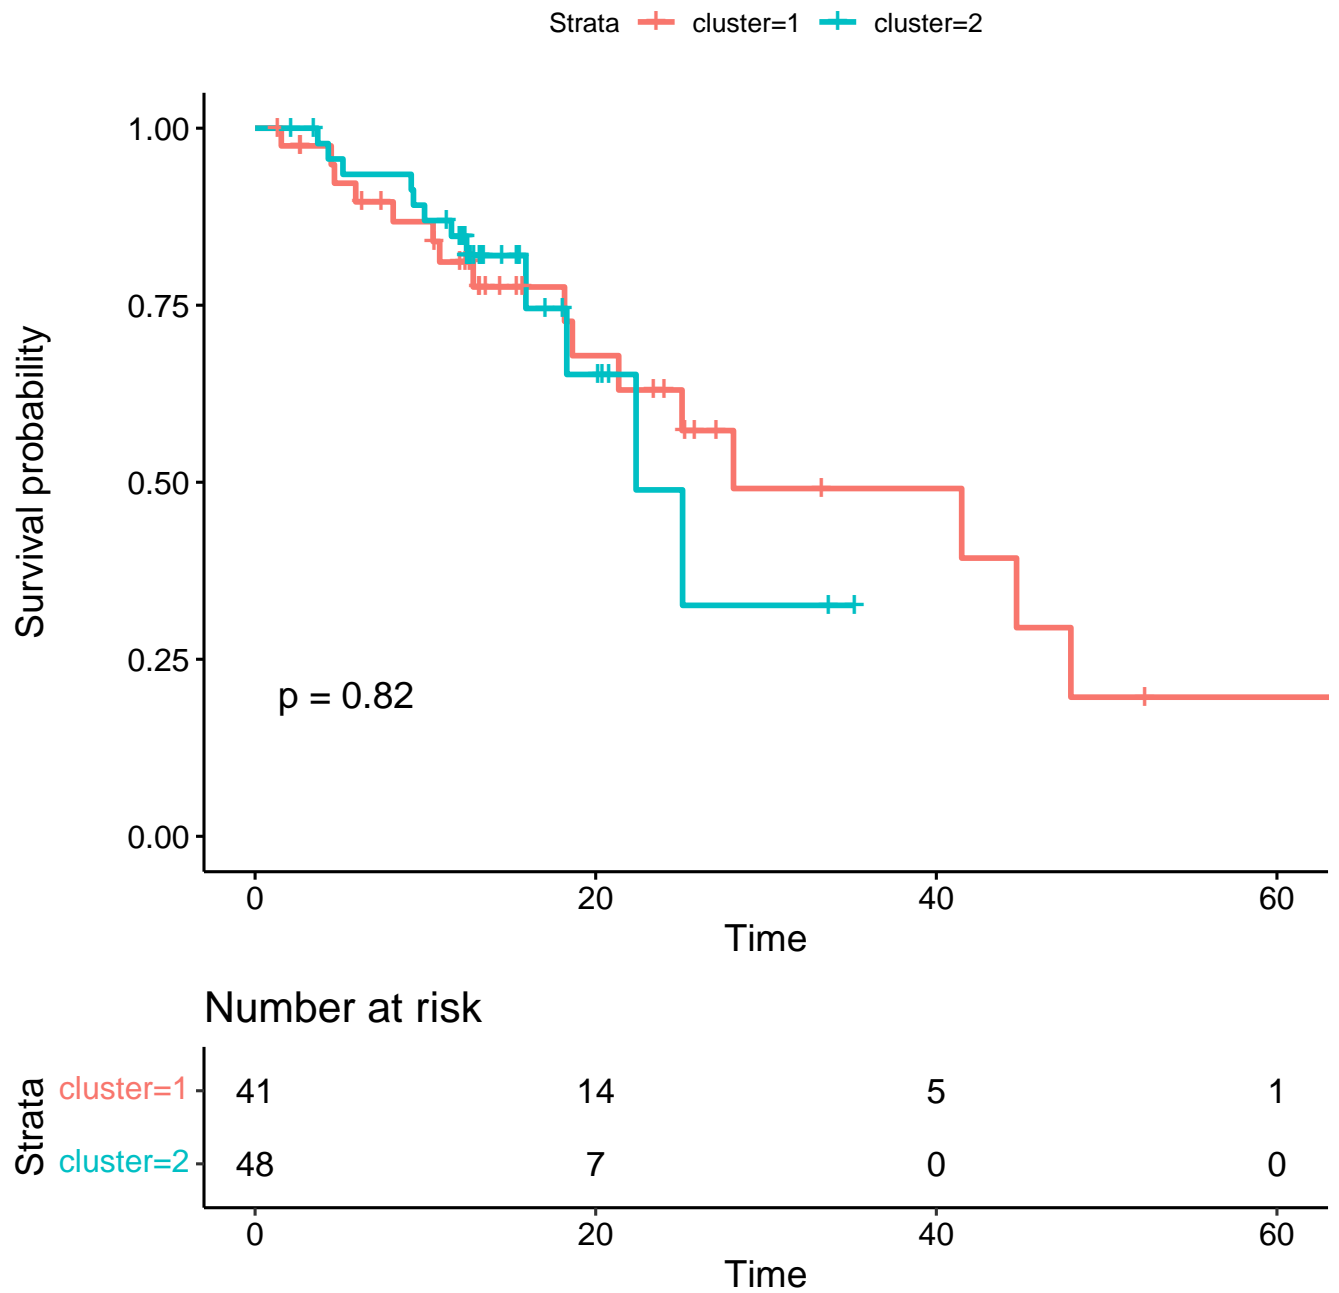 Strata cluster=1 cluster=2
1.00
0.75
0.50
0.25
0.00
Survival probability
p = 0.82
0 20 40 60
Time
Number at risk
Strata
cluster=1 41 14 5 1
cluster=2 48 7 0 0
0 20 40 60
Time